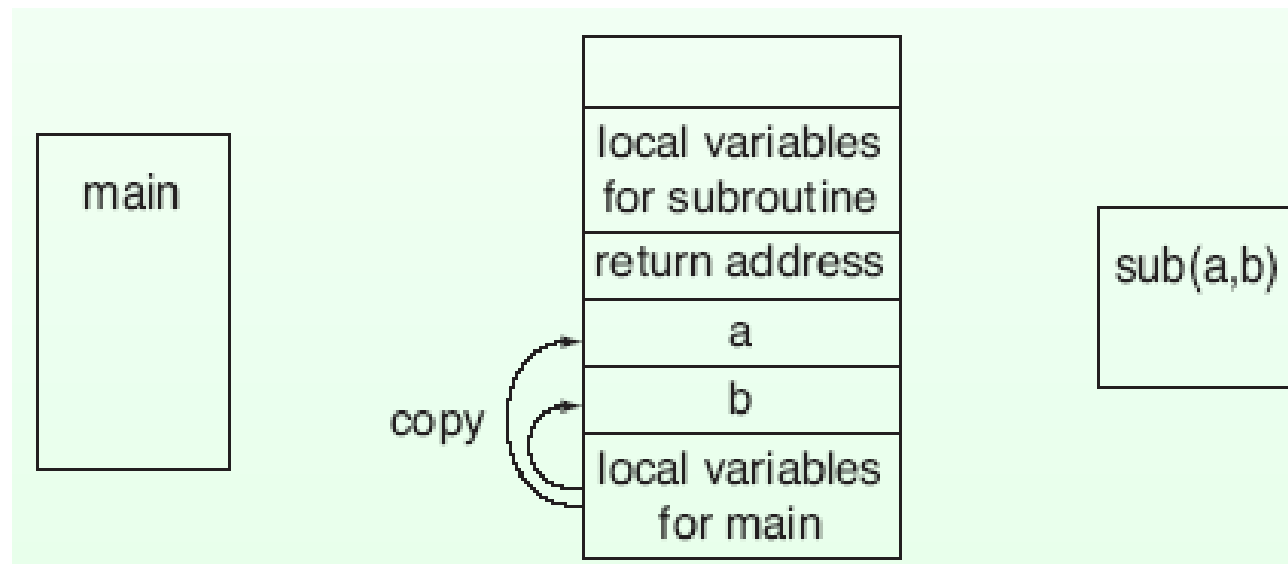 main
local variables
for subroutine
return address
a
b
copy
local variables
for main
sub(a,b)